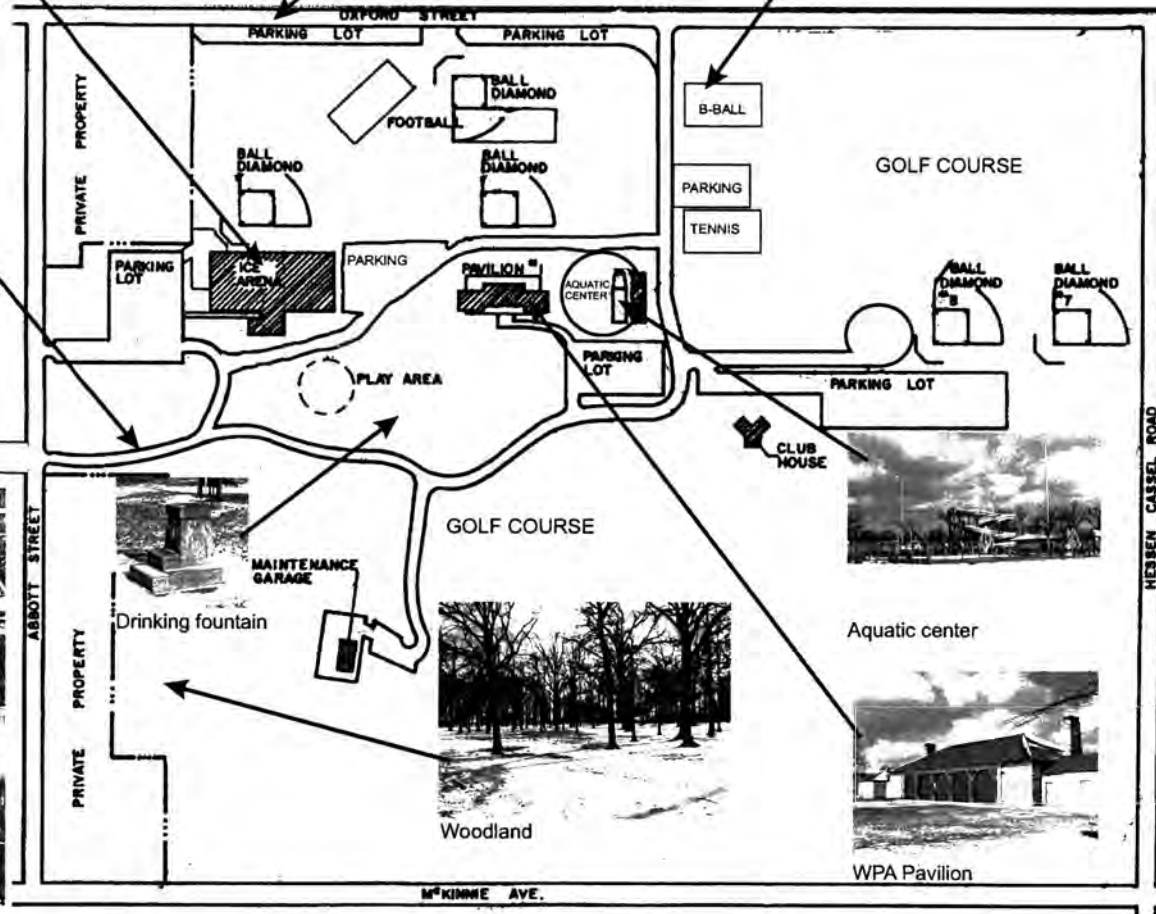 OXFORD STREET
PARKING LOT
PARKING LOT
PRIVATE PROPERTY
BALL
DIAMOND
FOOTBALL
B-BALL
BALL
DIAMOND
BALL
DIAMOND
GOLF COURSE
PARKING
TENNIS
PARKING
LOT
ICE
ARENA
PARKING
PAVILION #1
AQUATIC
CENTER
BALL
DIAMOND
#8
BALL
DIAMOND
#7
PARKING
LOT
PLAY AREA
PARKING LOT
CLUB
HOUSE
HESSEN CASSEL ROAD
ABBOTT STREET
GOLF COURSE
MAINTENANCE
GARAGE
Drinking fountain
Aquatic center
PRIVATE PROPERTY
Woodland
WPA Pavilion
McKINNIE AVE.